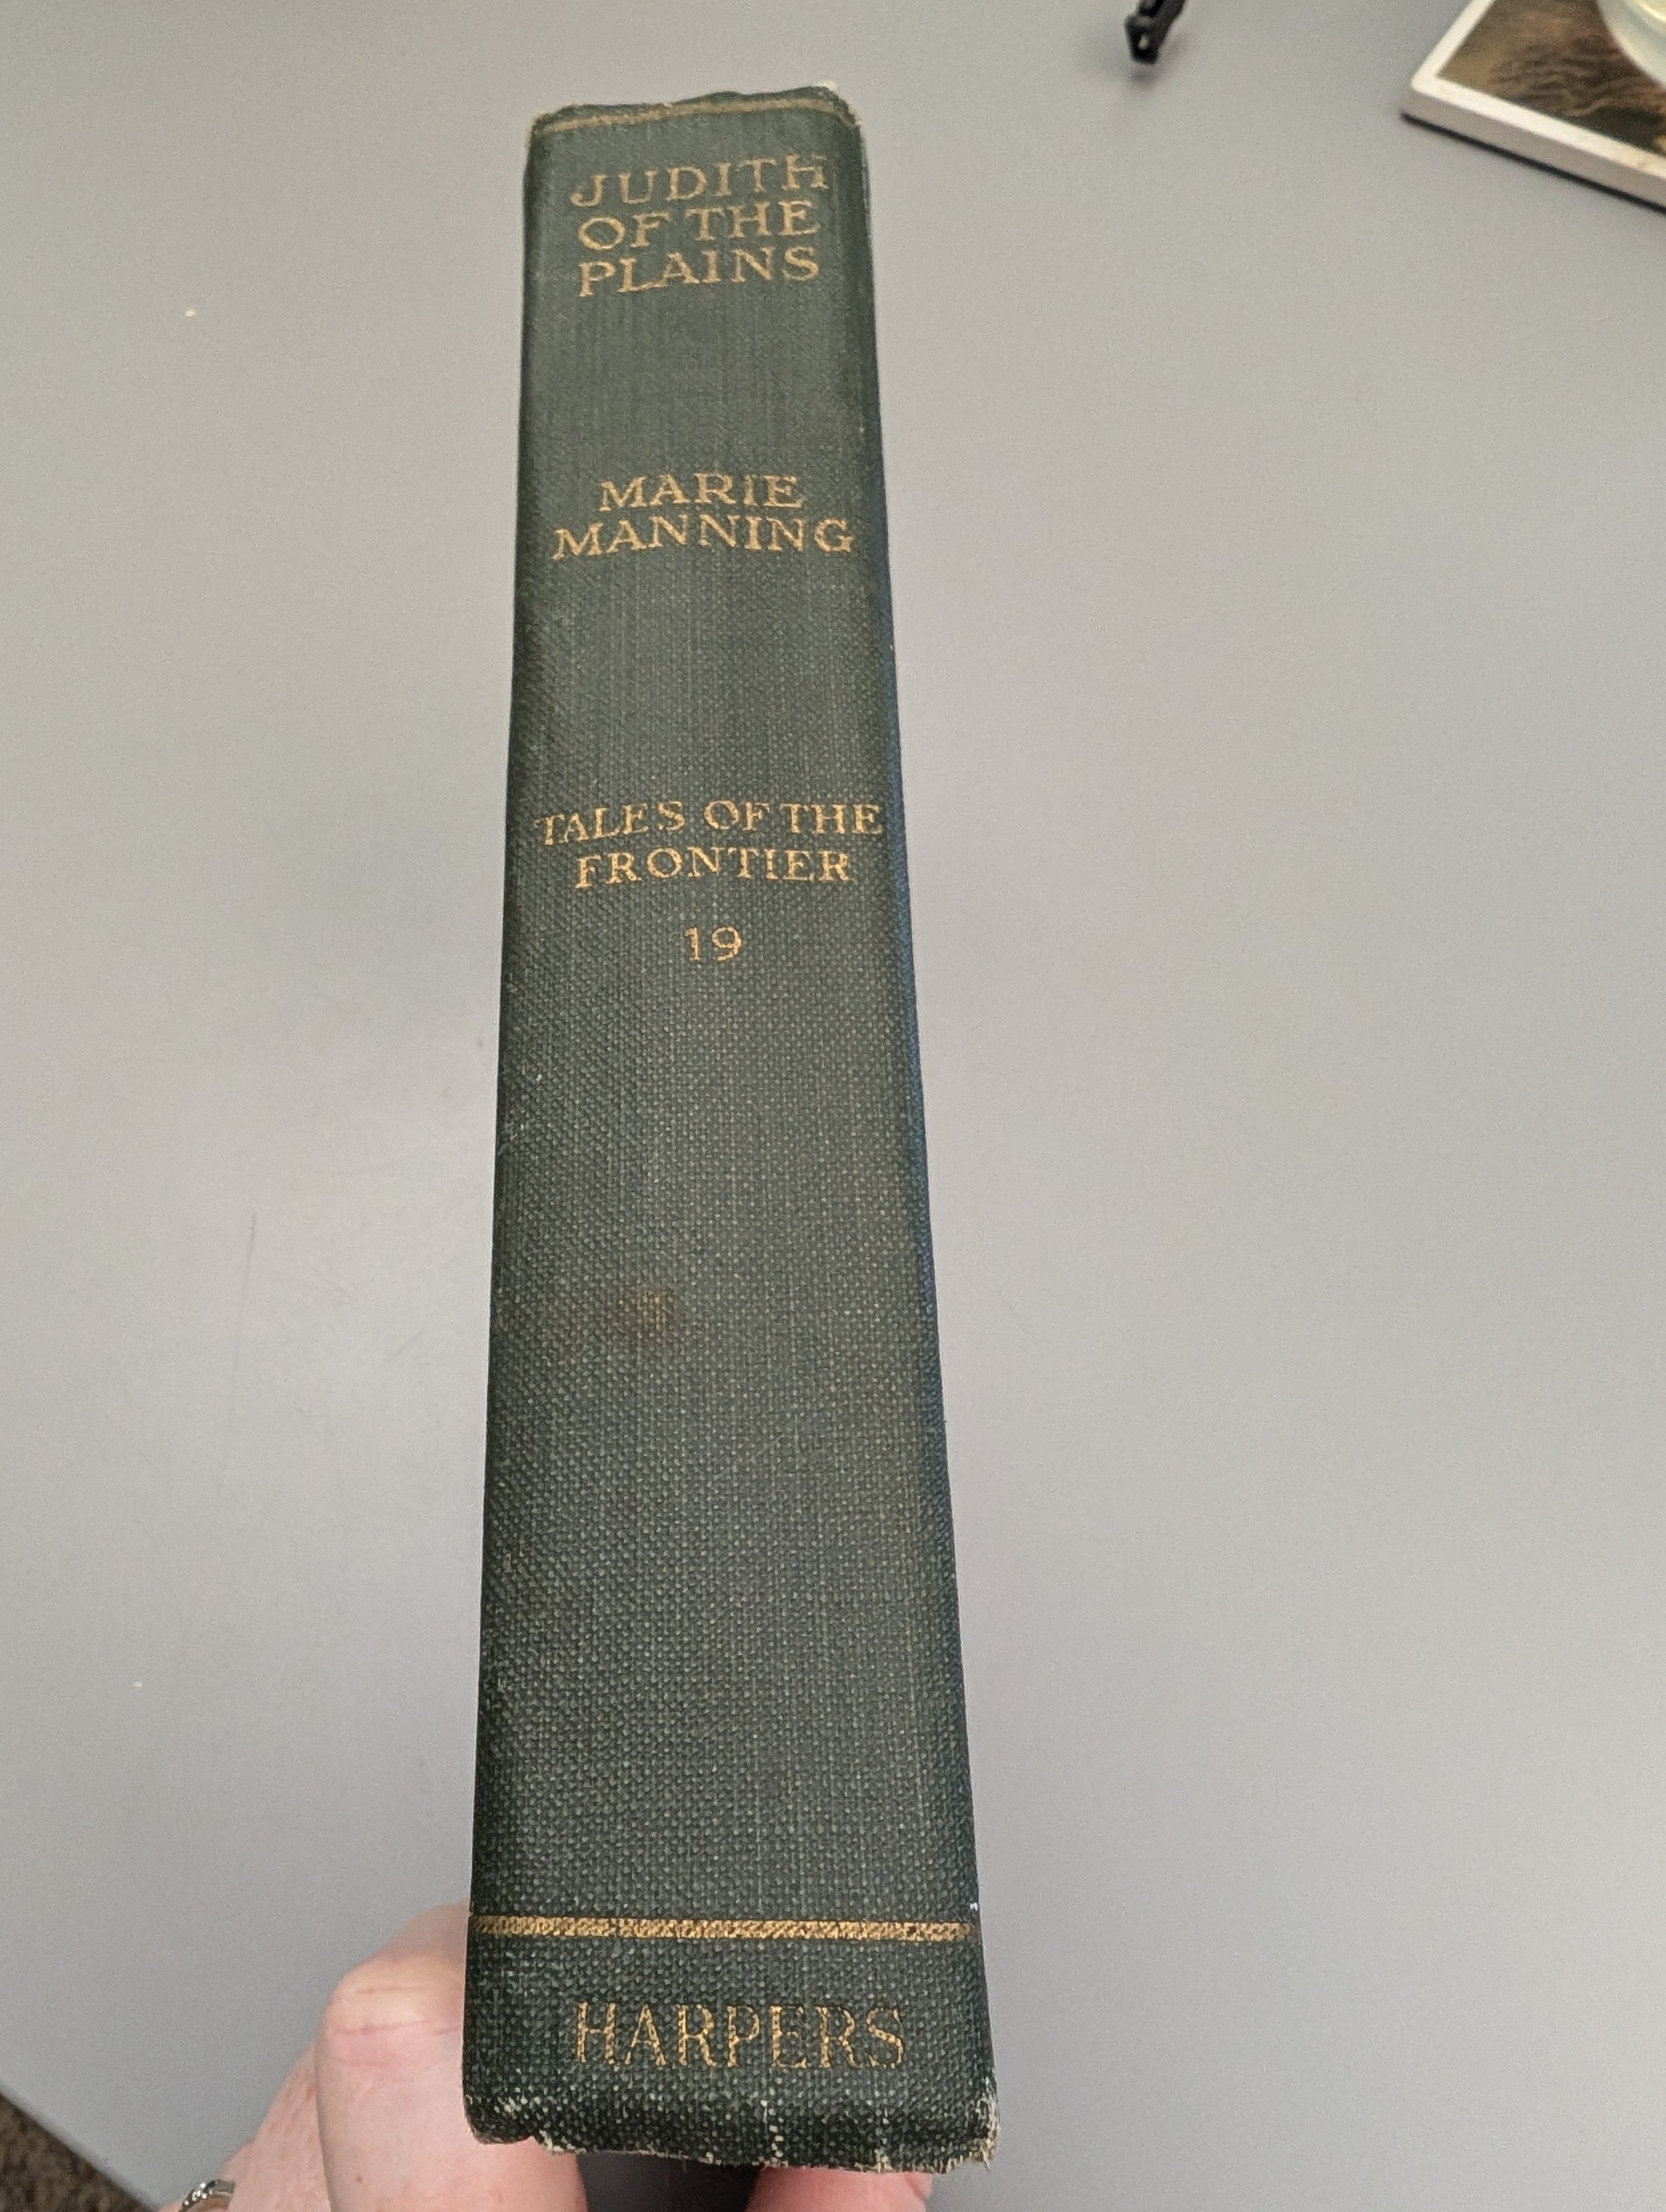 JUDITH
OF THE
PLAINS
MARIE
MANNING
TALES OF THE
FRONTIER
19
HARPERS